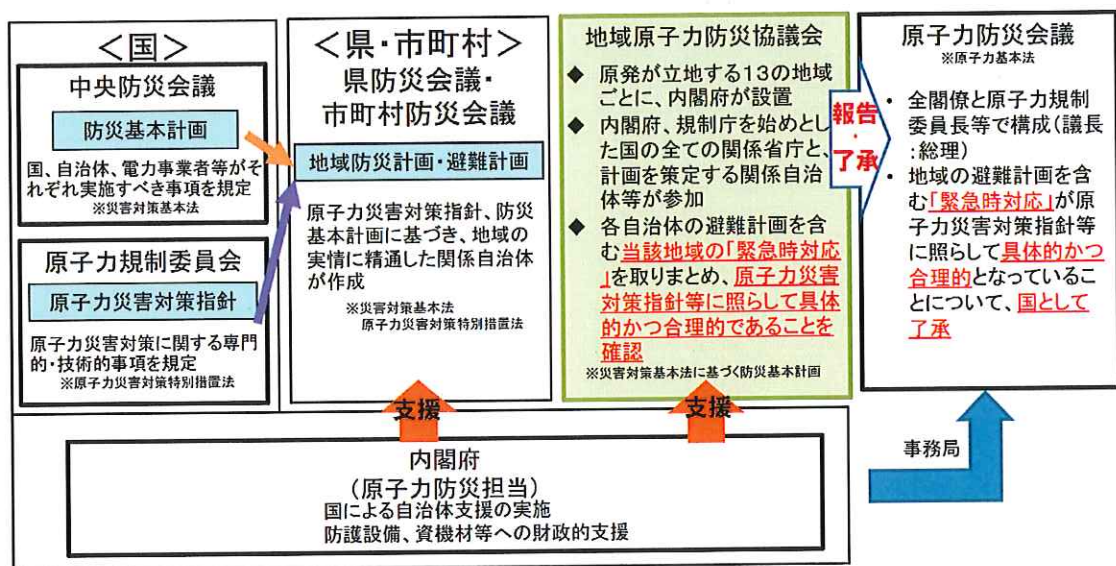 ＜国＞
中央防災会議
防災基本計画
国、自治体、電力事業者等がそ
れぞれ実施すべき事項を規定
※災害対策基本法
原子力規制委員会
原子力災害対策指針
原子力災害対策に関する専門
的・技術的事項を規定
※原子力災害対策特別措置法
＜県・市町村＞
県防災会議・
市町村防災会議
地域防災計画・避難計画
原子力災害対策指針、防災
基本計画に基づき、地域の
実情に精通した関係自治体
が作成
※災害対策基本法
原子力災害対策特別措置法
地域原子力防災協議会
◆ 原発が立地する13の地域
ごとに、内閣府が設置
◆ 内閣府、規制庁を始めとし
た国の全ての関係省庁と、
計画を策定する関係自治
体等が参加
◆ 各自治体の避難計画を含
む当該地域の「緊急時対応
」を取りまとめ、原子力災害
対策指針等に照らして具体
的かつ合理的であることを
確認
※災害対策基本法に基づく防災基本計画
報告
・
了承
原子力防災会議
※原子力基本法
• 全閣僚と原子力規制
委員長等で構成(議長
:総理)
• 地域の避難計画を含
む「緊急時対応」が原
子力災害対策指針等
に照らして具体的かつ
合理的となっているこ
とについて、国として
了承
支援
支援
内閣府
(原子力防災担当)
国による自治体支援の実施
防護設備、資機材等への財政的支援
事務局